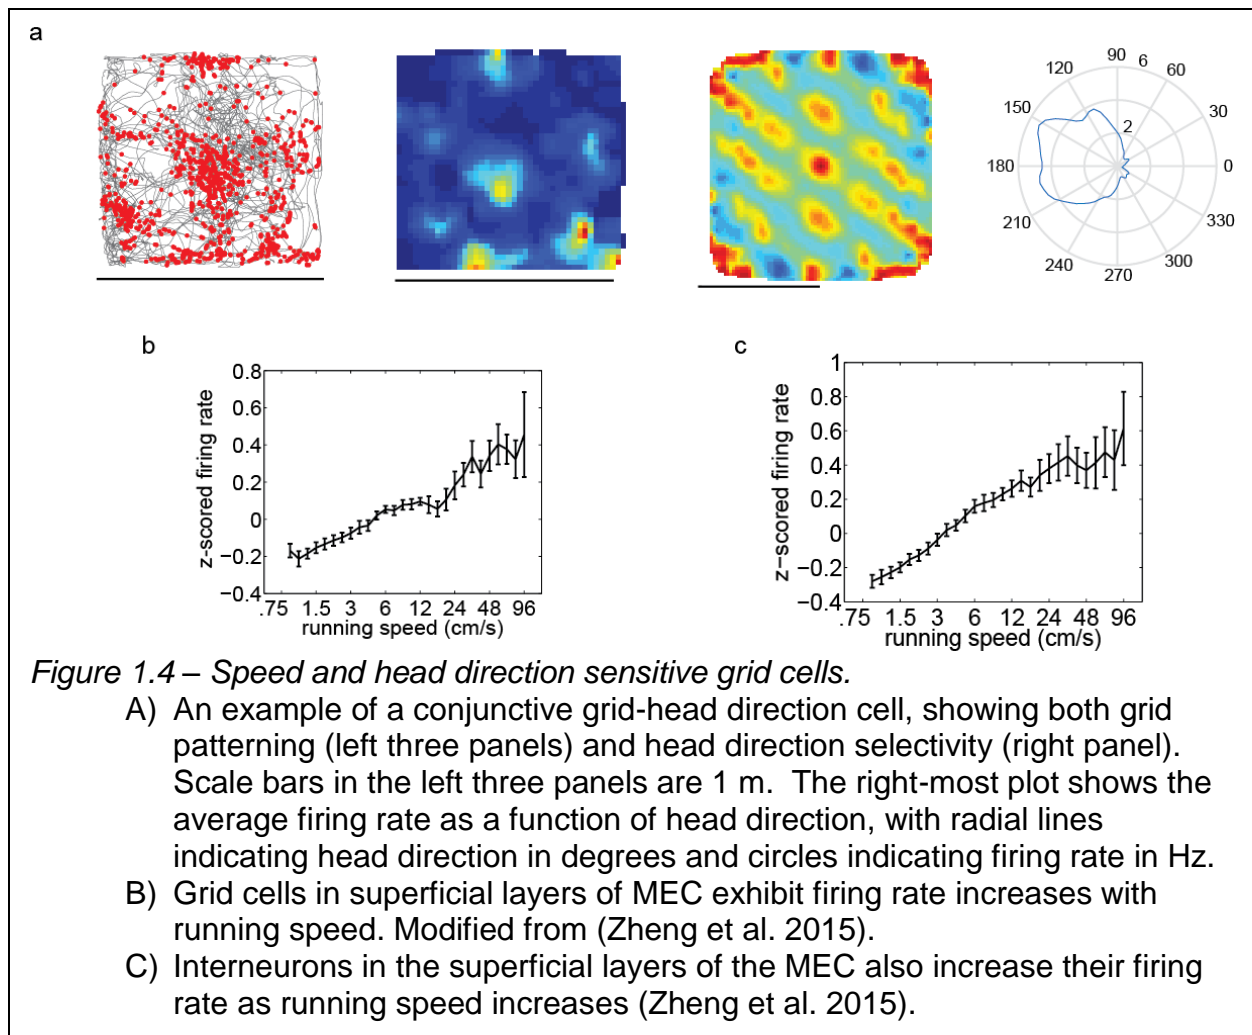 a
90
6
120
60
150
30
2
180
0
210
330
240
300
270
b
c
0.8
0.6
0.4
0.2
0
−0.2
−0.4
z-scored firing rate
.75 1.5 3 6 12 24 48 96
running speed (cm/s)
1
0.8
0.6
0.4
0.2
0
−0.2
−0.4
z−scored firing rate
.75 1.5 3 6 12 24 48 96
running speed (cm/s)
Figure 1.4 – Speed and head direction sensitive grid cells.
A) An example of a conjunctive grid-head direction cell, showing both grid
patterning (left three panels) and head direction selectivity (right panel).
Scale bars in the left three panels are 1 m. The right-most plot shows the
average firing rate as a function of head direction, with radial lines
indicating head direction in degrees and circles indicating firing rate in Hz.
B) Grid cells in superficial layers of MEC exhibit firing rate increases with
running speed. Modified from (Zheng et al. 2015).
C) Interneurons in the superficial layers of the MEC also increase their firing
rate as running speed increases (Zheng et al. 2015).